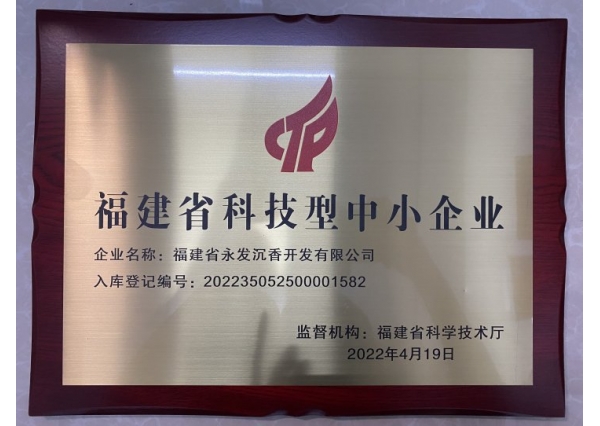 CTP
福建省科技型中小企业
企业名称：福建省永发沉香开发有限公司
入库登记编号：202235052500001582
监督机构：福建省科学技术厅
2022年4月19日